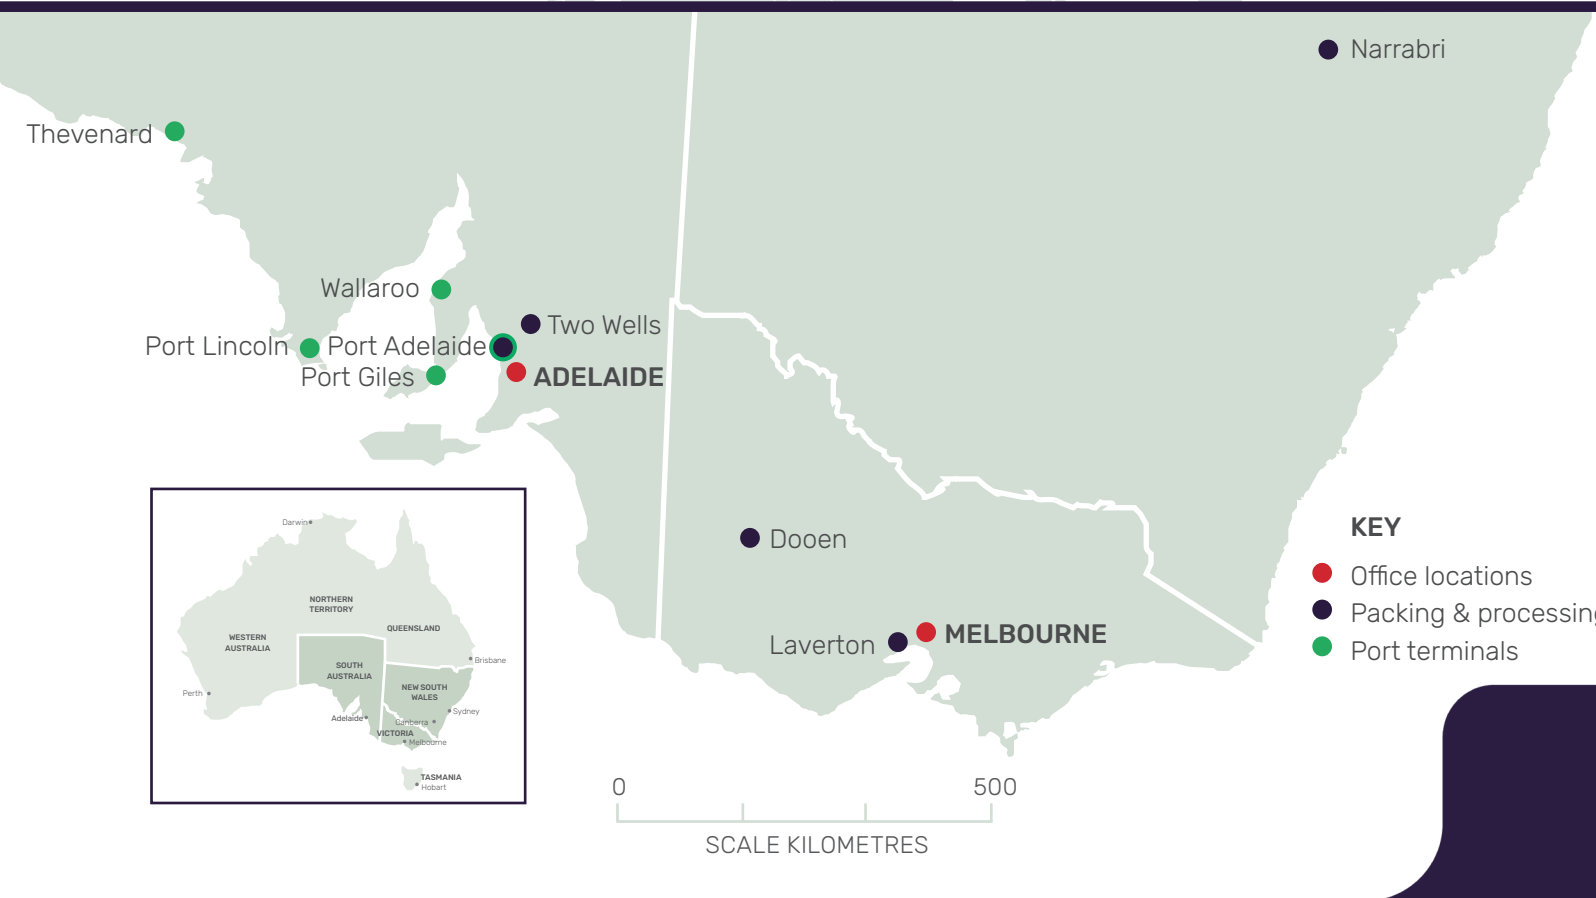 Narrabri
Thevenard
Wallaroo
Two Wells
Port Lincoln
Port Adelaide
Port Giles
ADELAIDE
Dooen
Laverton
MELBOURNE
KEY
Office locations
Packing & processing
Port terminals
Darwin
NORTHERN
TERRITORY
QUEENSLAND
WESTERN
AUSTRALIA
SOUTH
AUSTRALIA
Brisbane
NEW SOUTH
WALES
Perth
Sydney
Adelaide
Canberra
VICTORIA
Melbourne
TASMANIA
Hobart
0
500
SCALE KILOMETRES